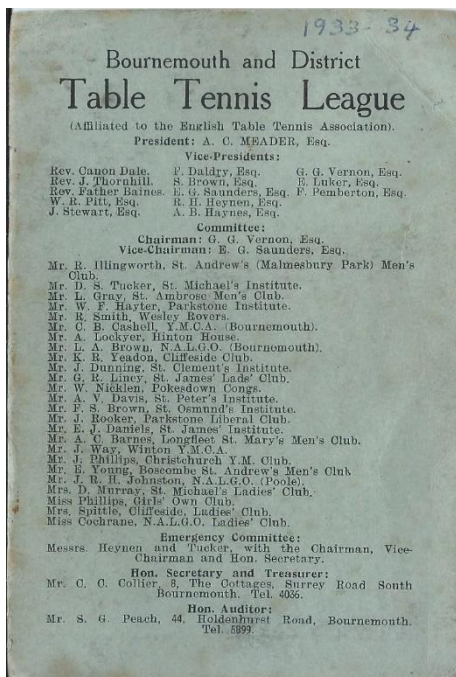 1933-34
Bournemouth and District
Table Tennis League
(Affiliated to the English Table Tennis Association).
President: A. C. MEADER, Esq.
Vice-Presidents:
Rev. Canon Dale. F. Daldry, Esq. G. G. Vernon, Esq.
Rev. J. Thornhill. S. Brown, Esq. E. Luker, Esq.
Rev. Father Baines. E. G. Saunders, Esq. F. Pemberton, Esq.
W. R. Pitt, Esq. R. H. Heynen, Esq.
J. Stewart, Esq. A. B. Haynes, Esq.
Committee:
Chairman: G. G. Vernon, Esq.
Vice-Chairman: E. G. Saunders, Esq.
Mr. R. Illingworth, St. Andrew's (Malmesbury Park) Men's
Club.
Mr. D. S. Tucker, St. Michael's Institute.
Mr. L. Gray, St. Ambrose Men's Club.
Mr. W. F. Hayter, Parkstone Institute.
Mr. R. Smith, Wesley Rovers.
Mr. C. B. Cashell, Y.M.C.A. (Bournemouth).
Mr. A. Lockyer, Hinton House.
Mr. L. A. Brown, N.A.L.G.O. (Bournemouth).
Mr. K. R. Yeadon, Cliffeside Club.
Mr. J. Dunning, St. Clement's Institute.
Mr. G. R. Liney, St. James' Lads' Club.
Mr. W. Nicklen, Pokesdown Congs.
Mr. A. V. Davis, St. Peter's Institute.
Mr. F. S. Brown, St. Osmund's Institute.
Mr. J. Rooker, Parkstone Liberal Club.
Mr. E. J. Daniels, St. James' Institute.
Mr. A. C. Barnes, Longfleet St. Mary's Men's Club.
Mr. J. Way, Winton Y.M.C.A.
Mr. J. Phillips, Christchurch Y.M. Club.
Mr. E. Young, Boscombe St. Andrew's Men's Club
Mr. J. R. H. Johnston, N.A.L.G.O. (Poole).
Mrs. D. Murray, St. Michael's Ladies' Club.
Miss Phillips, Girls' Own Club.
Mrs. Spittle, Cliffeside, Ladies' Club.
Miss Cochrane, N.A.L.G.O. Ladies' Club.
Emergency Committee:
Messrs. Heynen and Tucker, with the Chairman, Vice-
Chairman and Hon. Secretary.
Hon. Secretary and Treasurer:
Mr. C. C. Collier, 8, The Cottages, Surrey Road South
Bournemouth. Tel. 4036.
Hon. Auditor:
Mr. S. G. Peach, 44, Holdenhurst Road, Bournemouth.
Tel. 5899.